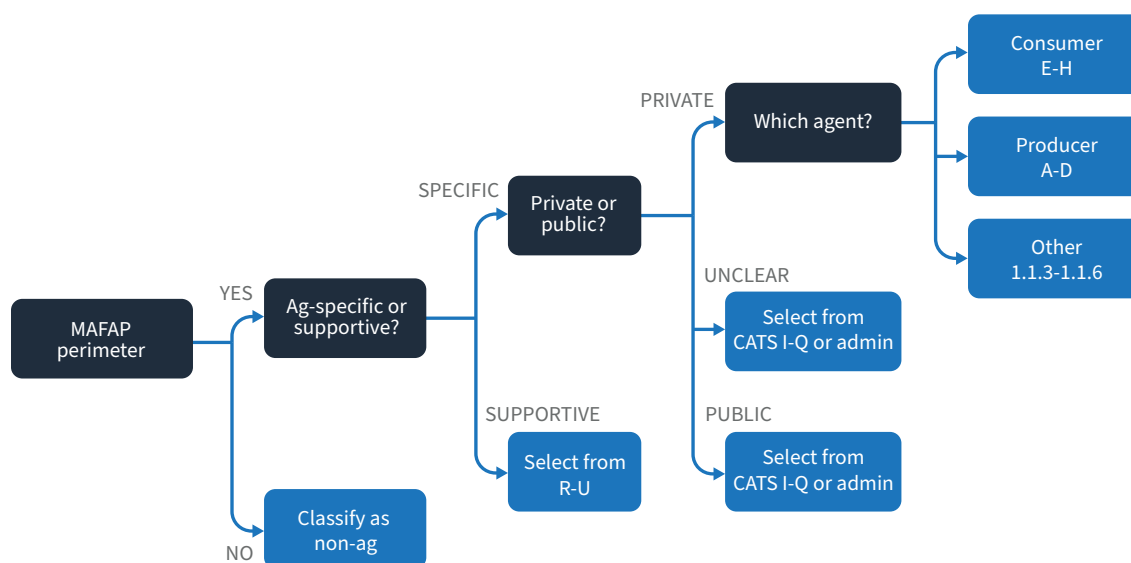 MAFAP
perimeter
YES
NO
Ag-specific or
supportive?
Classify as
non-ag
SPECIFIC
SUPPORTIVE
Private or
public?
Select from
R-U
PRIVATE
UNCLEAR
PUBLIC
Which agent?
Select from
CATS I-Q or admin
Select from
CATS I-Q or admin
Consumer
E-H
Producer
A-D
Other
1.1.3-1.1.6